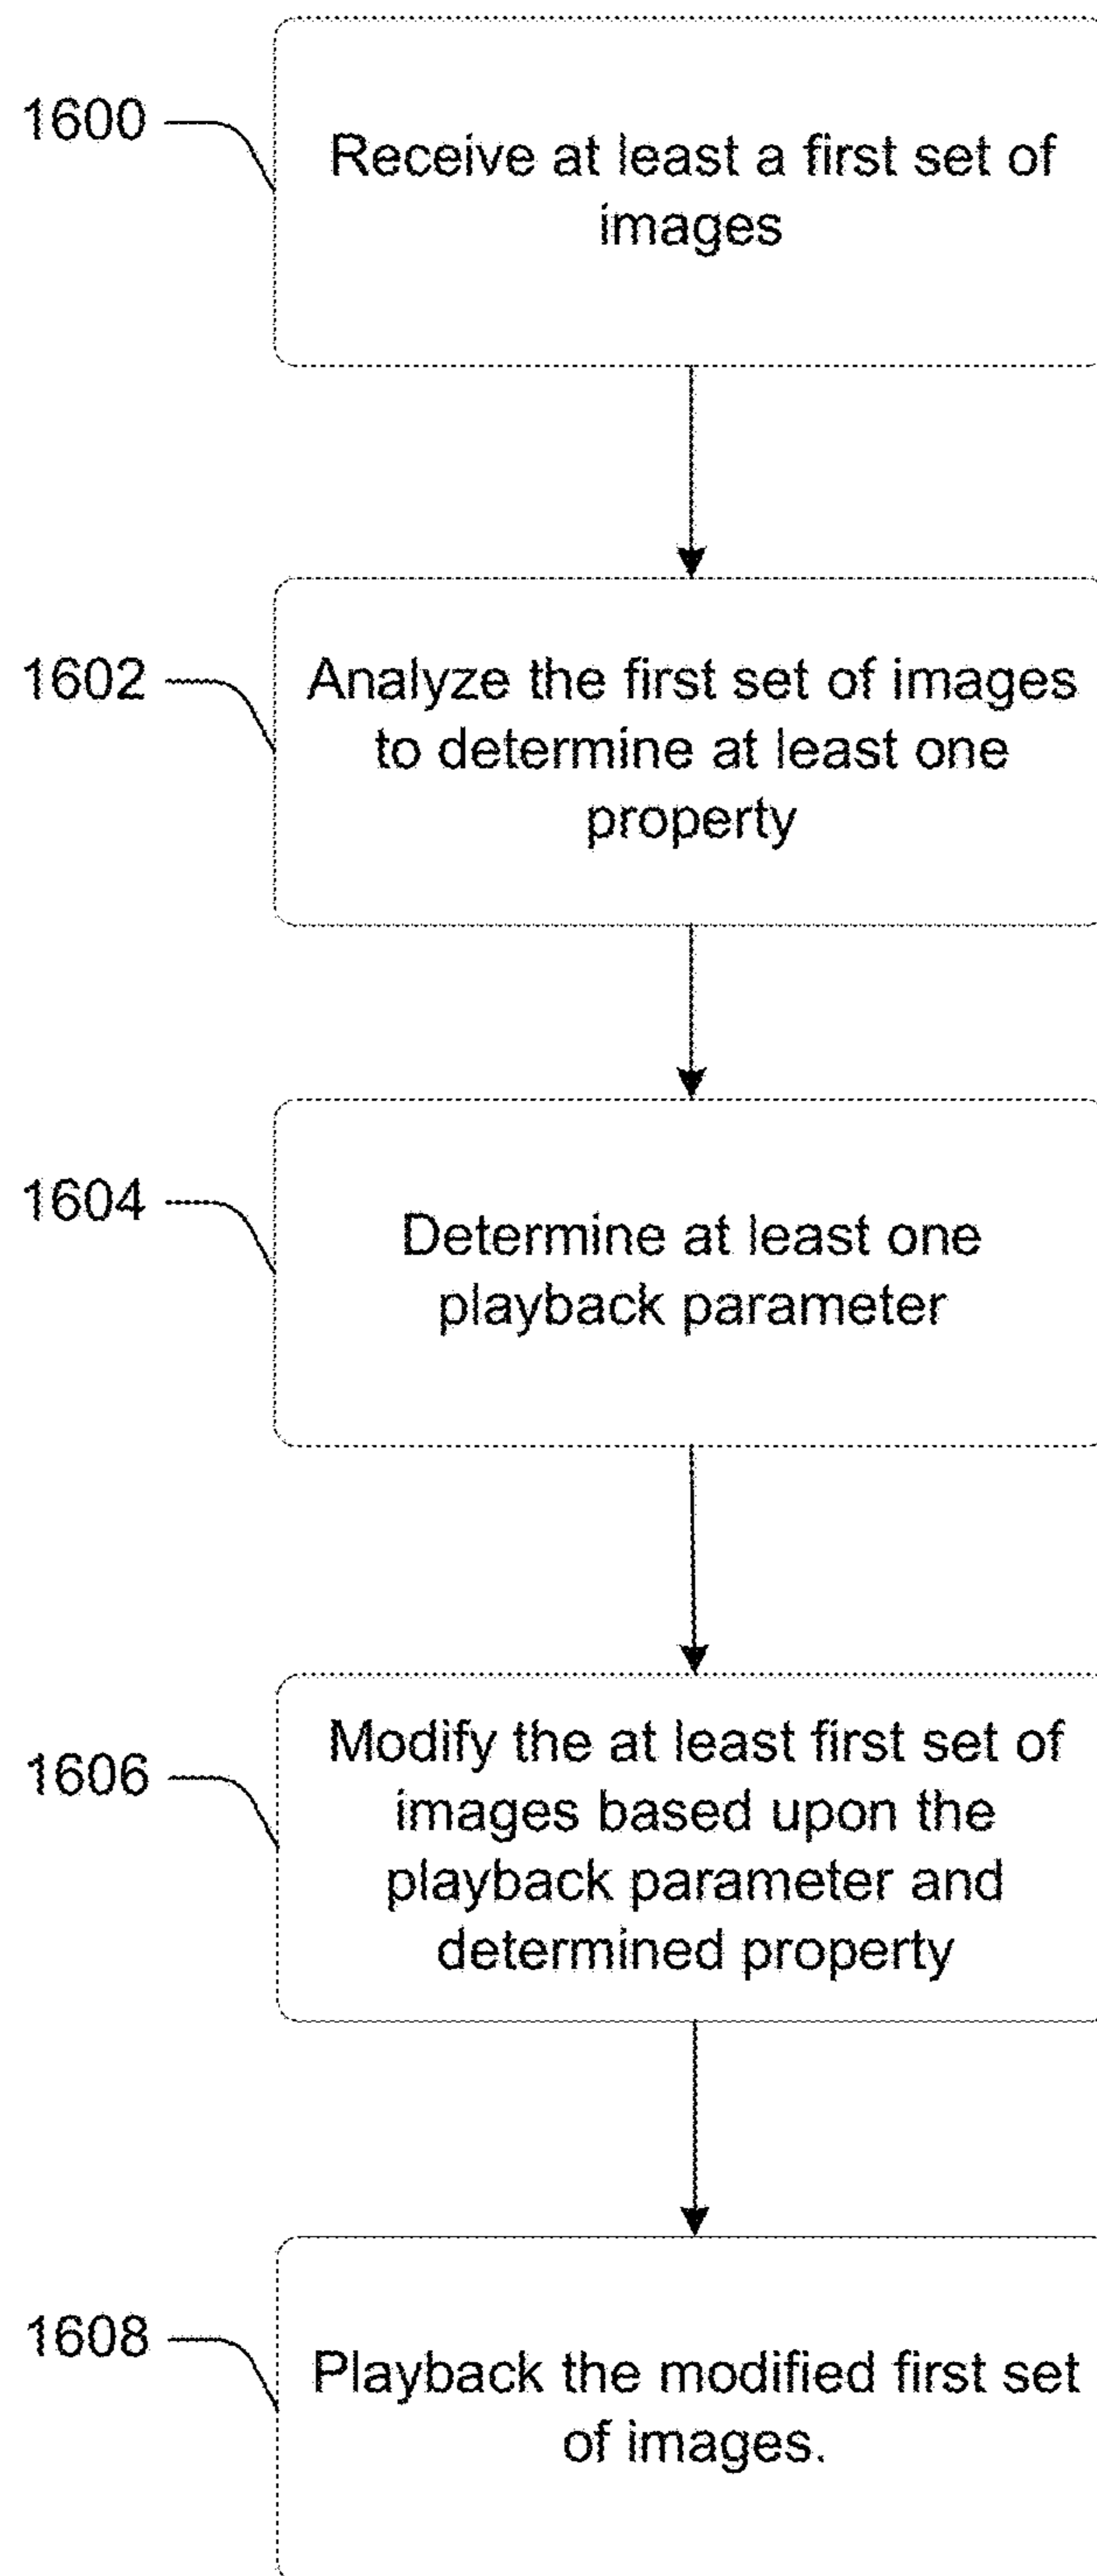 1600
Receive at least a first set of
images
1602
Analyze the first set of images
to determine at least one
property
1604
Determine at least one
playback parameter
1606
Modify the at least first set of
images based upon the
playback parameter and
determined property
1608
Playback the modified first set
of images.